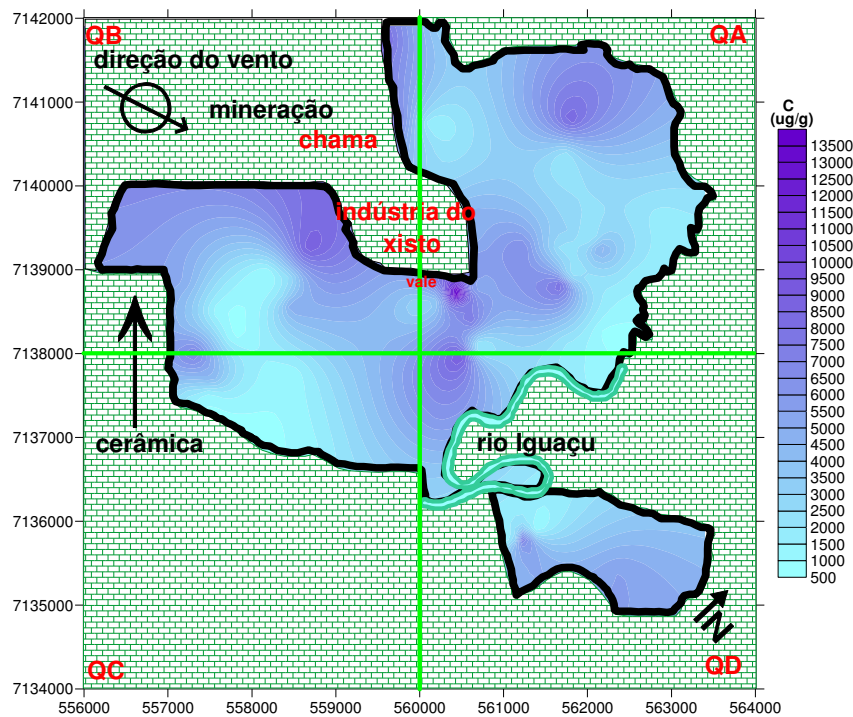 7142000
7141000
7140000
7139000
7138000
7137000
7136000
7135000
7134000
556000 557000 558000 559000 560000 561000 562000 563000 564000
QB
QA
direção do vento
mineração
chama
indústria do
xisto
vale
cerâmica
rio Iguaçu
N
QC
QD
C
(ug/g)
13500
13000
12500
12000
11500
11000
10500
10000
9500
9000
8500
8000
7500
7000
6500
6000
5500
5000
4500
4000
3500
3000
2500
2000
1500
1000
500